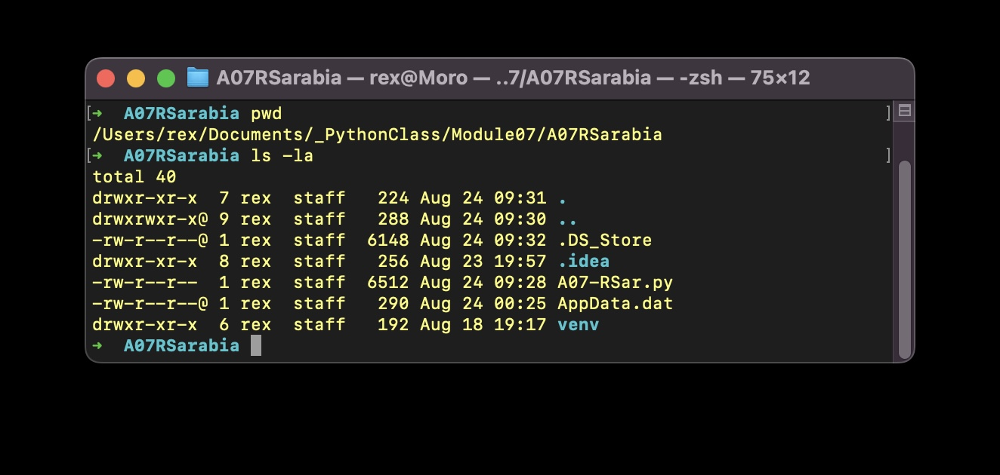 A07RSarabia — rex@Moro — ..7/A07RSarabia — -zsh — 75×12
[➜  A07RSarabia pwd ]
/Users/rex/Documents/_PythonClass/Module07/A07RSarabia
[➜  A07RSarabia ls -la ]
total 40
drwxr-xr-x  7 rex  staff   224 Aug 24 09:31 .
drwxrwxr-x@ 9 rex  staff   288 Aug 24 09:30 ..
-rw-r--r--@ 1 rex  staff  6148 Aug 24 09:32 .DS_Store
drwxr-xr-x  8 rex  staff   256 Aug 23 19:57 .idea
-rw-r--r--  1 rex  staff  6512 Aug 24 09:28 A07-RSar.py
-rw-r--r--@ 1 rex  staff   290 Aug 24 00:25 AppData.dat
drwxr-xr-x  6 rex  staff   192 Aug 18 19:17 venv
➜  A07RSarabia